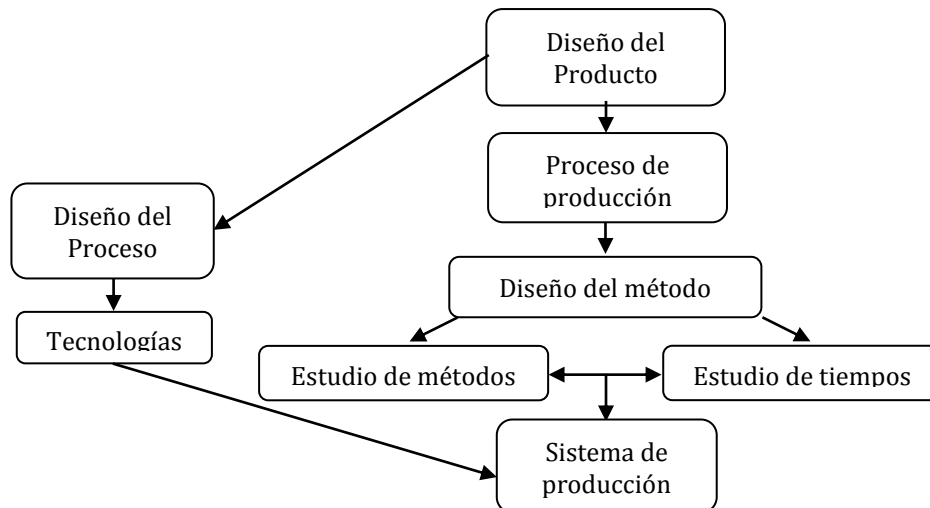 Diseño del
Producto
Proceso de
producción
Diseño del
Proceso
Diseño del método
Tecnologías
Estudio de métodos
Estudio de tiempos
Sistema de
producción